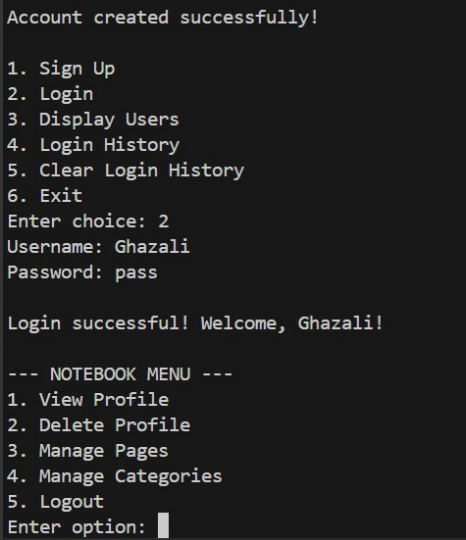 Account created successfully!
1. Sign Up
2. Login
3. Display Users
4. Login History
5. Clear Login History
6. Exit
Enter choice: 2
Username: Ghazali
Password: pass
Login successful! Welcome, Ghazali!
--- NOTEBOOK MENU ---
1. View Profile
2. Delete Profile
3. Manage Pages
4. Manage Categories
5. Logout
Enter option: